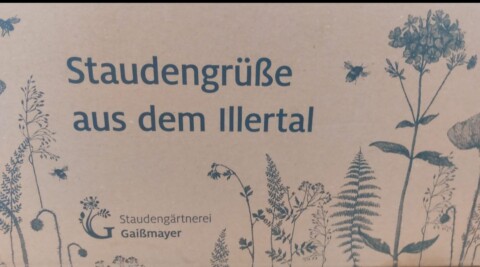 Staudengrüße
aus dem Illertal
Staudengärtnerei
Gaißmayer